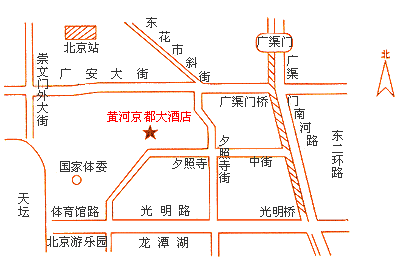 东花市斜街
北京站
崇文门外大街
广安大街
广渠门
广渠门南河路
北
广渠门桥
黄河京都大酒店
东二环路
夕照寺街
夕照寺
中街
国家体委
天坛
体育馆路
光明路
光明桥
北京游乐园
龙潭湖